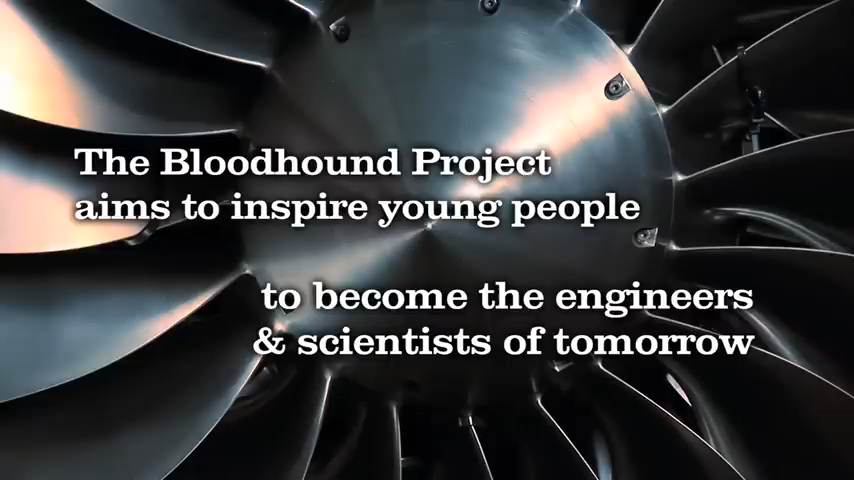 The Bloodhound Project
aims to inspire young people
to become the engineers
& scientists of tomorrow